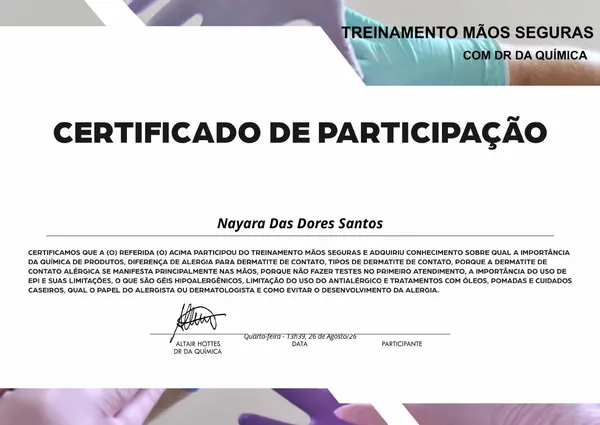 TREINAMENTO MÃOS SEGURAS
COM DR DA QUÍMICA
CERTIFICADO DE PARTICIPAÇÃO
Nayara Das Dores Santos
CERTIFICAMOS QUE A (O) REFERIDA (O) ACIMA PARTICIPOU DO TREINAMENTO MÃOS SEGURAS E ADQUIRIU CONHECIMENTO SOBRE QUAL A IMPORTÂNCIA
DA QUÍMICA DE PRODUTOS, DIFERENÇA DE ALERGIA PARA DERMATITE DE CONTATO, TIPOS DE DERMATITE DE CONTATO, PORQUE A DERMATITE DE
CONTATO ALÉRGICA SE MANIFESTA PRINCIPALMENTE NAS MÃOS, PORQUE NÃO FAZER TESTES NO PRIMEIRO ATENDIMENTO, A IMPORTÂNCIA DO USO DE
EPI E SUAS LIMITAÇÕES, O QUE SÃO GÉIS HIPOALERGÊNICOS, LIMITAÇÃO DO USO DO ANTIALÉRGICO E TRATAMENTOS COM ÓLEOS, POMADAS E CUIDADOS
CASEIROS, QUAL O PAPEL DO ALERGISTA OU DERMATOLOGISTA E COMO EVITAR O DESENVOLVIMENTO DA ALERGIA.
Quarta-feira - 13h39, 26 de Agosto/26
ALTAIR HOTTES DATA PARTICIPANTE
DR DA QUÍMICA